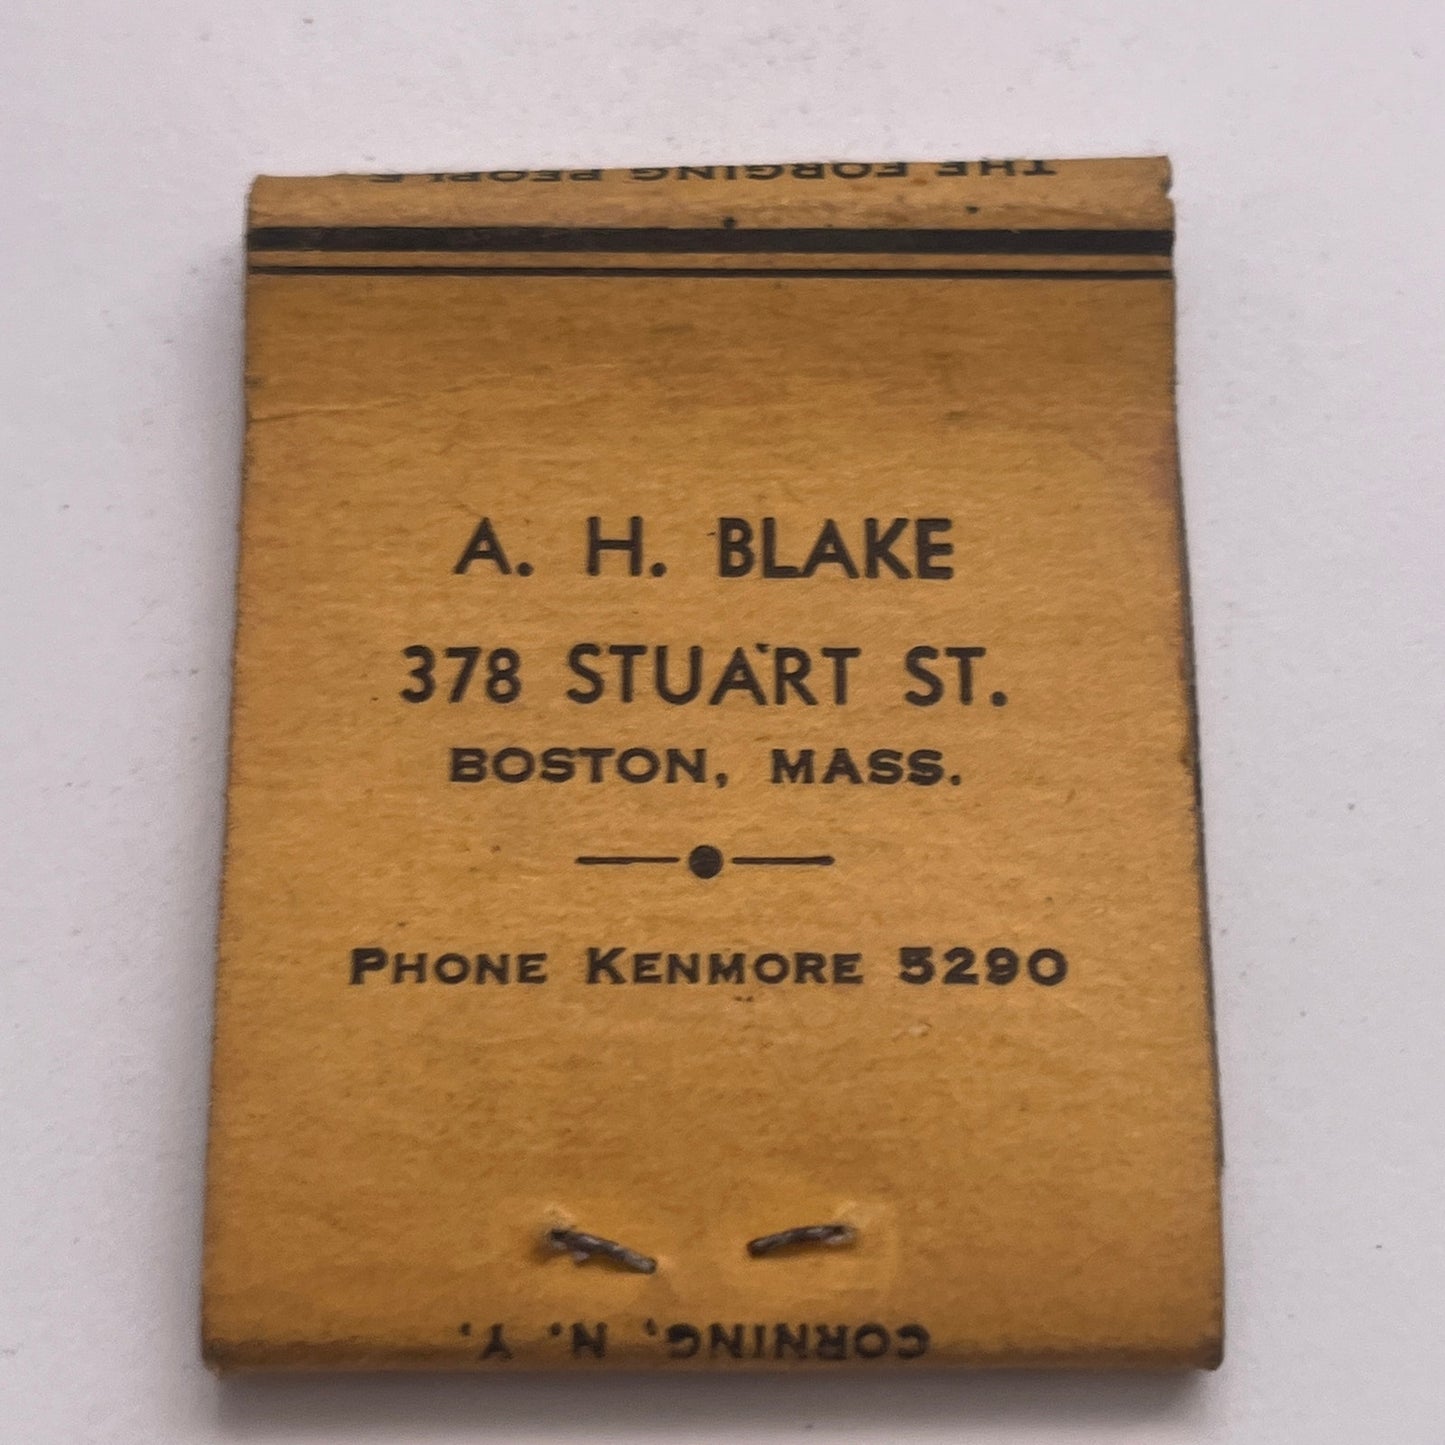 THE FORGING PEOPLE
A. H. BLAKE
378 STUART ST.
BOSTON, MASS.
PHONE KENMORE 5290
CORNING, N. Y.